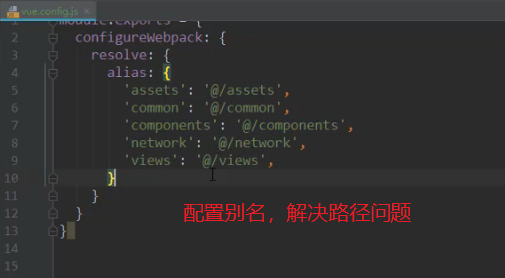 vue.config.js
1 module.exports = {
2 configureWebpack: {
3 resolve: {
4 alias: {
5 'assets': '@/assets',
6 'common': '@/common',
7 'components': '@/components',
8 'network': '@/network',
9 'views': '@/views',
10 }
11 }
12 }
13 }
14
15
配置别名，解决路径问题